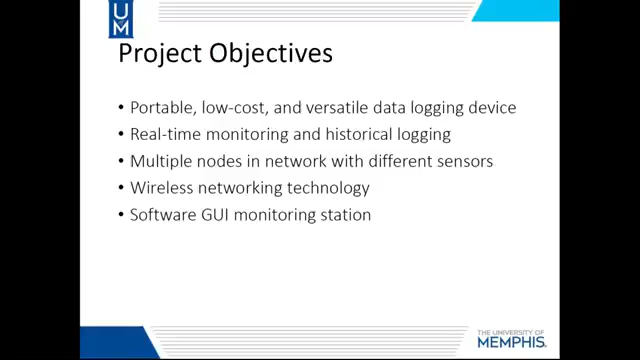 UM
Project Objectives
• Portable, low-cost, and versatile data logging device
• Real-time monitoring and historical logging
• Multiple nodes in network with different sensors
• Wireless networking technology
• Software GUI monitoring station
THE UNIVERSITY OF
MEMPHIS.